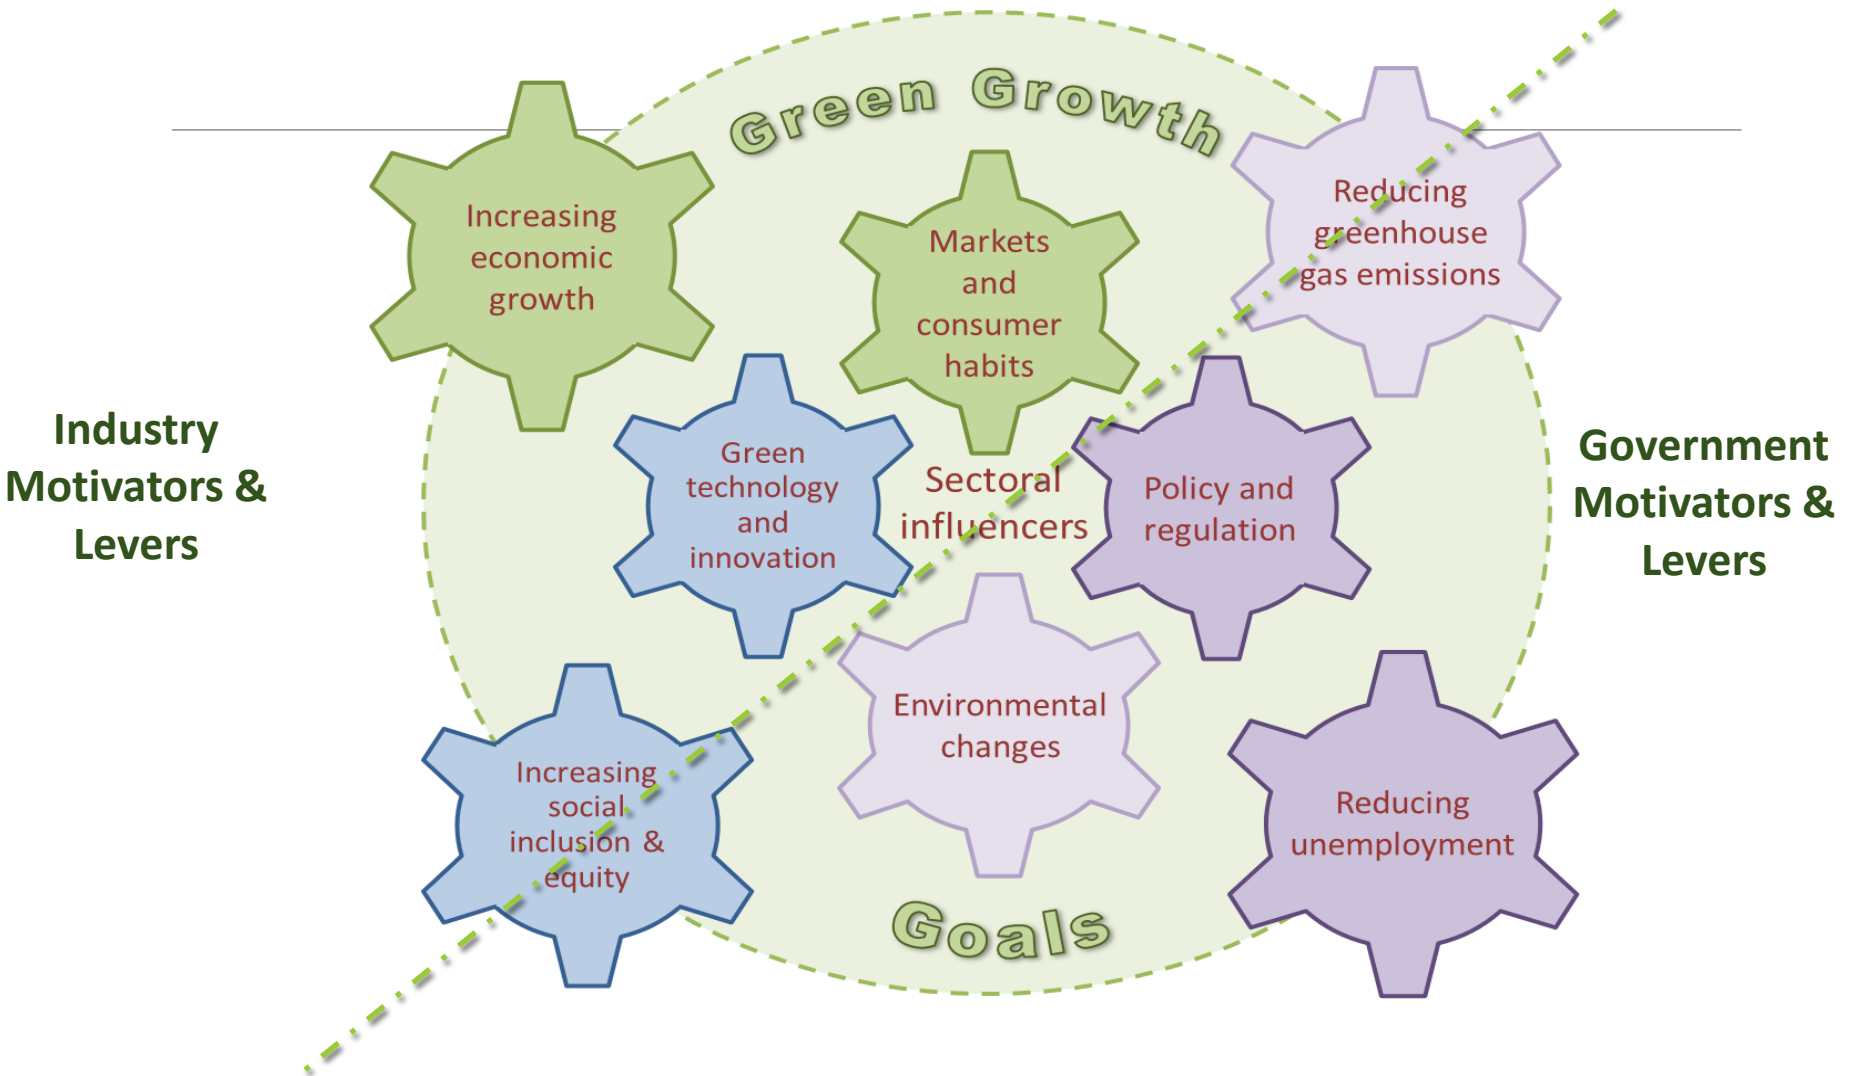 Green Growth
Increasing
economic
growth
Markets
and
consumer
habits
Reducing
greenhouse
gas emissions
Industry
Motivators &
Levers
Green
technology
and
innovation
Sectoral
influencers
Policy and
regulation
Government
Motivators &
Levers
Increasing
social
inclusion &
equity
Environmental
changes
Reducing
unemployment
Goals